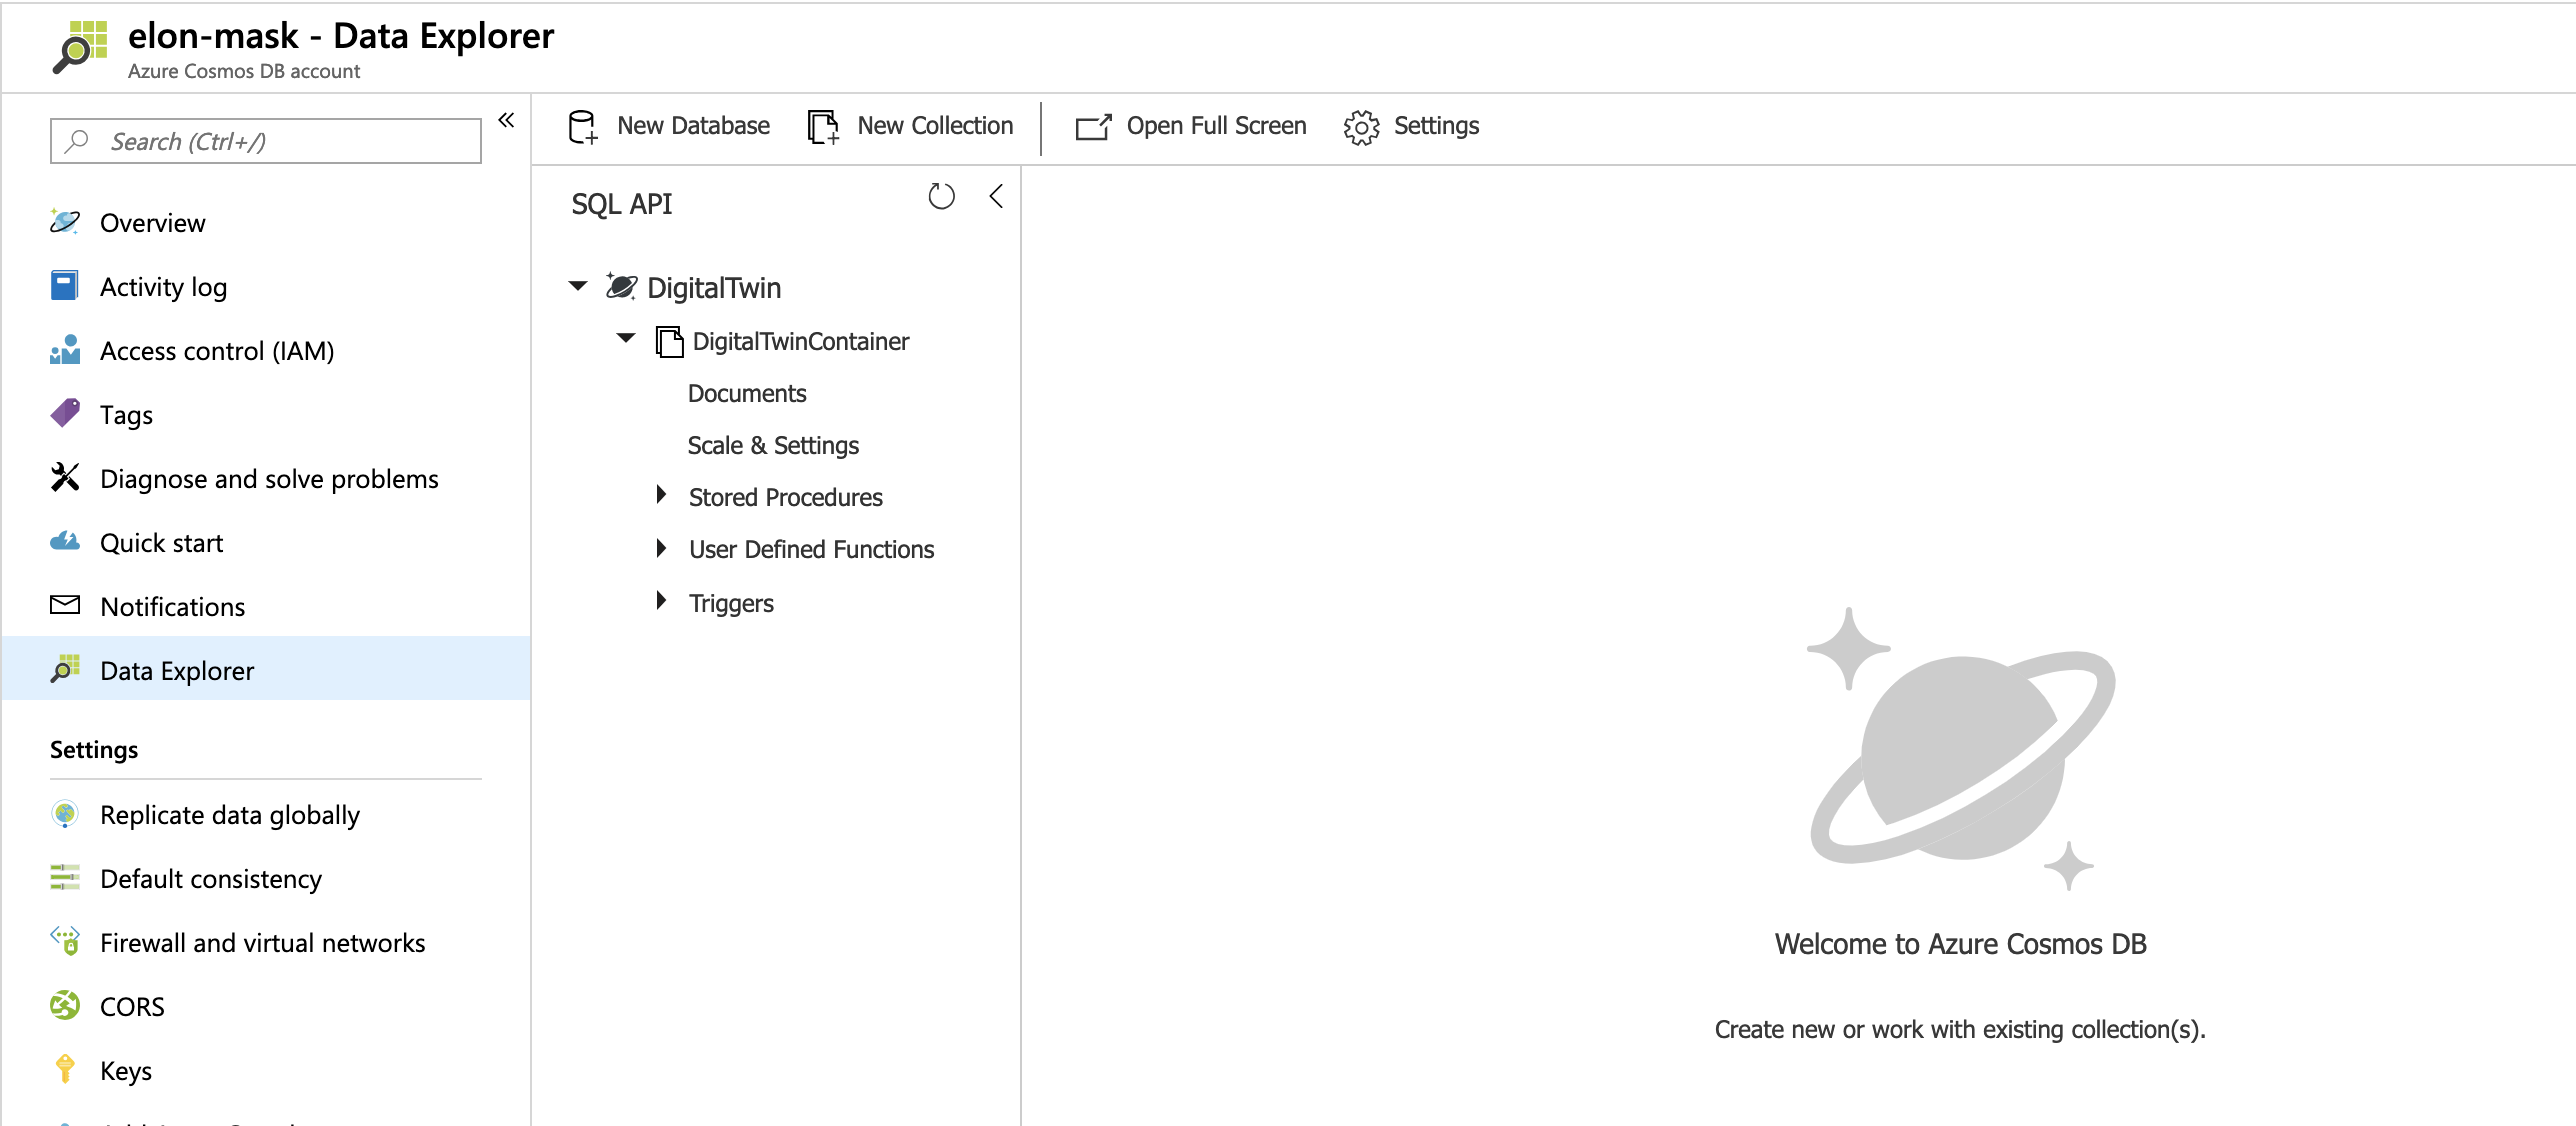 elon-mask - Data Explorer
Azure Cosmos DB account
Search (Ctrl+/)
Overview
Activity log
Access control (IAM)
Tags
Diagnose and solve problems
Quick start
Notifications
Data Explorer
Settings
Replicate data globally
Default consistency
Firewall and virtual networks
CORS
Keys
New Database
New Collection
Open Full Screen
Settings
SQL API
DigitalTwin
DigitalTwinContainer
Documents
Scale & Settings
Stored Procedures
User Defined Functions
Triggers
Welcome to Azure Cosmos DB
Create new or work with existing collection(s).